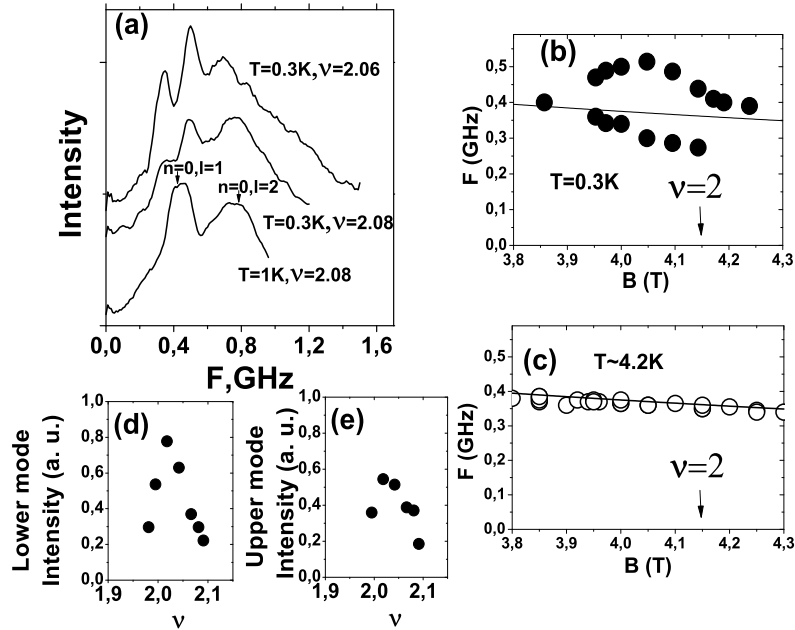 (a)
T=0.3K,ν=2.06
n=0,l=1
n=0,l=2
T=0.3K,ν=2.08
T=1K,ν=2.08
Intensity
0,0 0,4 0,8 1,2 1,6
F,GHz
(b)
0,5
0,4
0,3
0,2
0,1
0,0
F (GHz)
T=0.3K
ν=2
3,8 3,9 4,0 4,1 4,2 4,3
B (T)
(c)
T~4.2K
0,5
0,4
0,3
0,2
0,1
0,0
F (GHz)
ν=2
3,8 3,9 4,0 4,1 4,2 4,3
B (T)
(d)
1,0
0,8
0,6
0,4
0,2
0,0
Lower mode
Intensity (a. u.)
1,9 2,0 2,1
ν
(e)
1,0
0,8
0,6
0,4
0,2
0,0
Upper mode
Intensity (a. u.)
1,9 2,0 2,1
ν